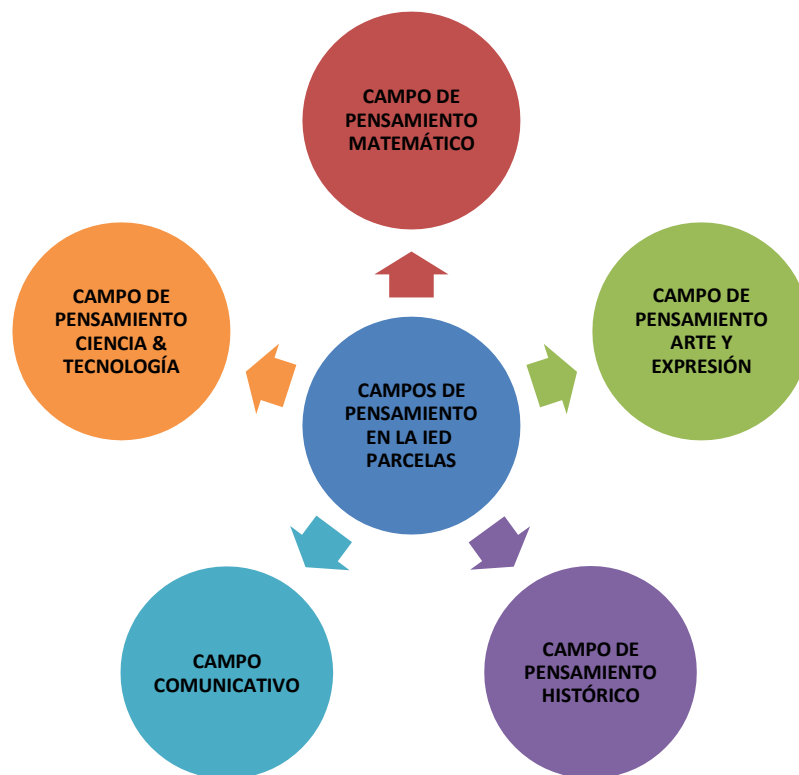 CAMPO DE
PENSAMIENTO
MATEMÁTICO
CAMPO DE
PENSAMIENTO
CIENCIA &
TECNOLOGÍA
CAMPO DE
PENSAMIENTO
ARTE Y
EXPRESIÓN
CAMPOS DE
PENSAMIENTO
EN LA IED
PARCELAS
CAMPO
COMUNICATIVO
CAMPO DE
PENSAMIENTO
HISTÓRICO